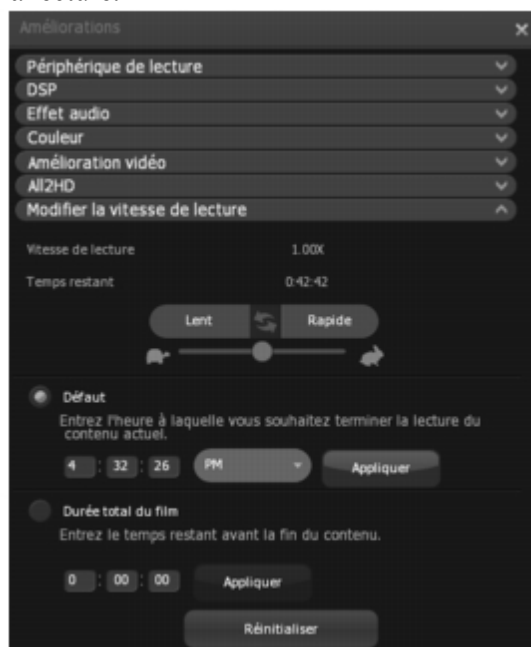 Améliorations
Périphérique de lecture
DSP
Effet audio
Couleur
Amélioration vidéo
All2HD
Modifier la vitesse de lecture
Vitesse de lecture 1.00X
Temps restant 0:42:42
Lent Rapide
Défaut
Entrez l'heure à laquelle vous souhaitez terminer la lecture du
contenu actuel.
4 : 32 : 26 PM Appliquer
Durée total du film
Entrez le temps restant avant la fin du contenu.
0 : 00 : 00 Appliquer
Réinitialiser